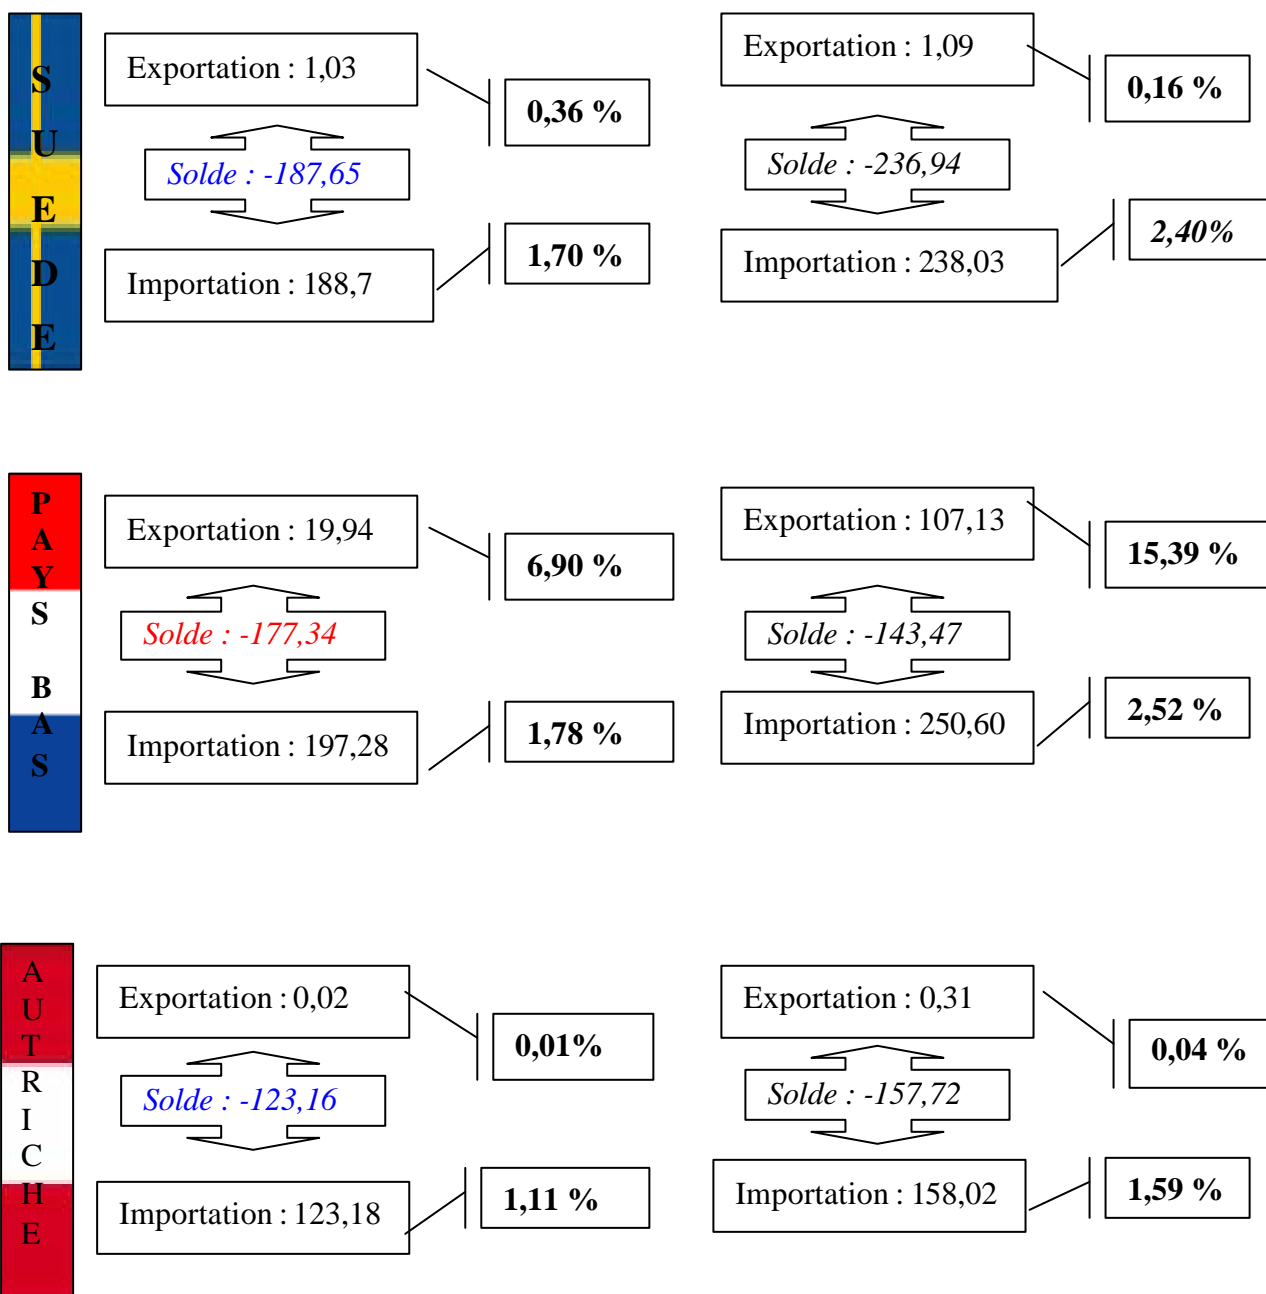 SUEDE
Exportation : 1,03
0,36 %
Solde : -187,65
Importation : 188,7
1,70 %
Exportation : 1,09
0,16 %
Solde : -236,94
Importation : 238,03
2,40%
PAYS BAS
Exportation : 19,94
6,90 %
Solde : -177,34
Importation : 197,28
1,78 %
Exportation : 107,13
15,39 %
Solde : -143,47
Importation : 250,60
2,52 %
AUTRICHE
Exportation : 0,02
0,01%
Solde : -123,16
Importation : 123,18
1,11 %
Exportation : 0,31
0,04 %
Solde : -157,72
Importation : 158,02
1,59 %